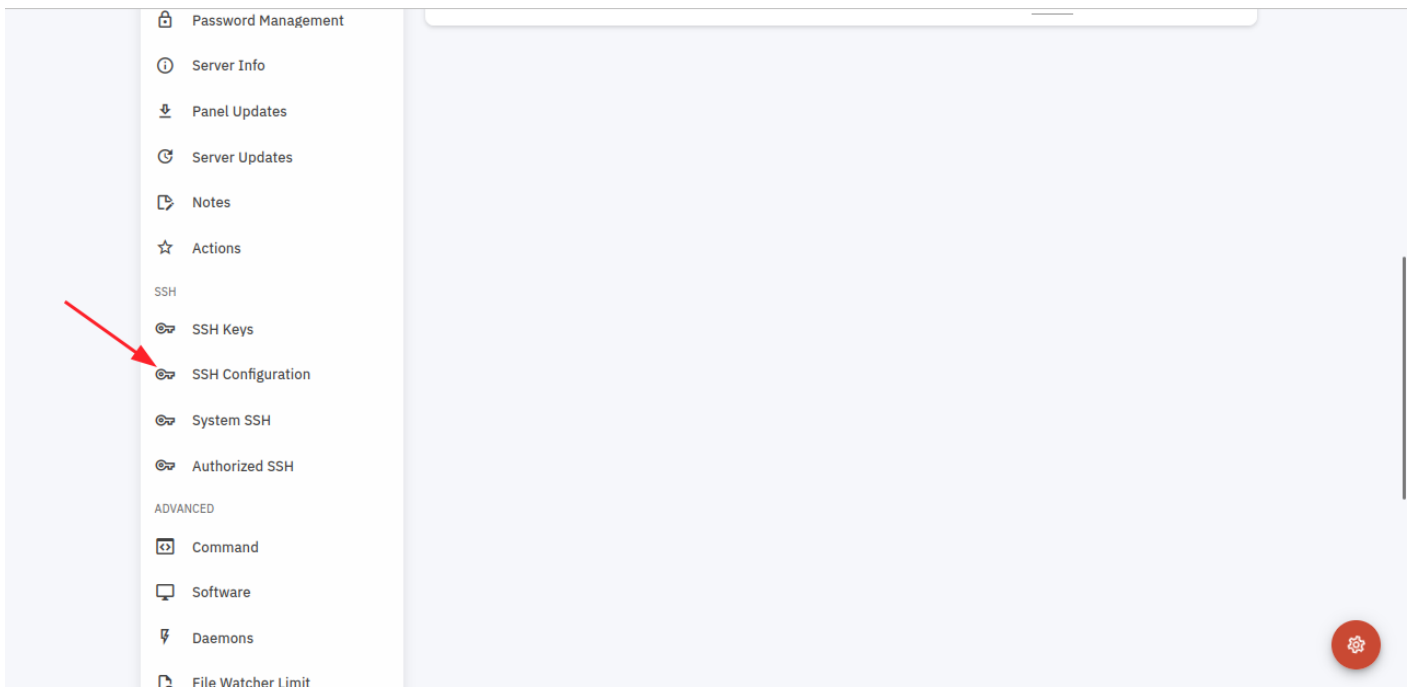 Password Management
Server Info
Panel Updates
Server Updates
Notes
Actions
SSH
SSH Keys
SSH Configuration
System SSH
Authorized SSH
ADVANCED
Command
Software
Daemons
File Watcher Limit